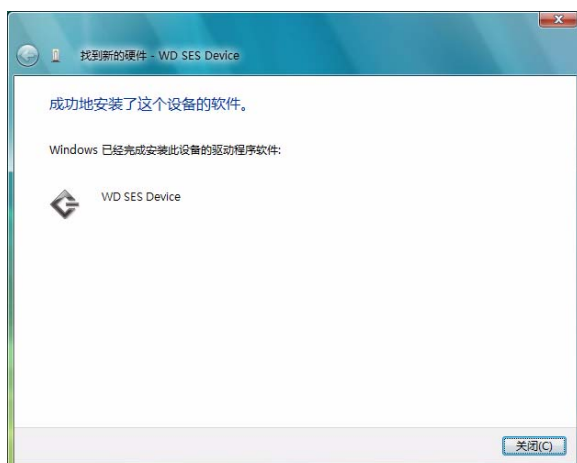 找到新的硬件 - WD SES Device
成功地安装了这个设备的软件。
Windows 已经完成安装此设备的驱动程序软件:
WD SES Device
关闭(C)